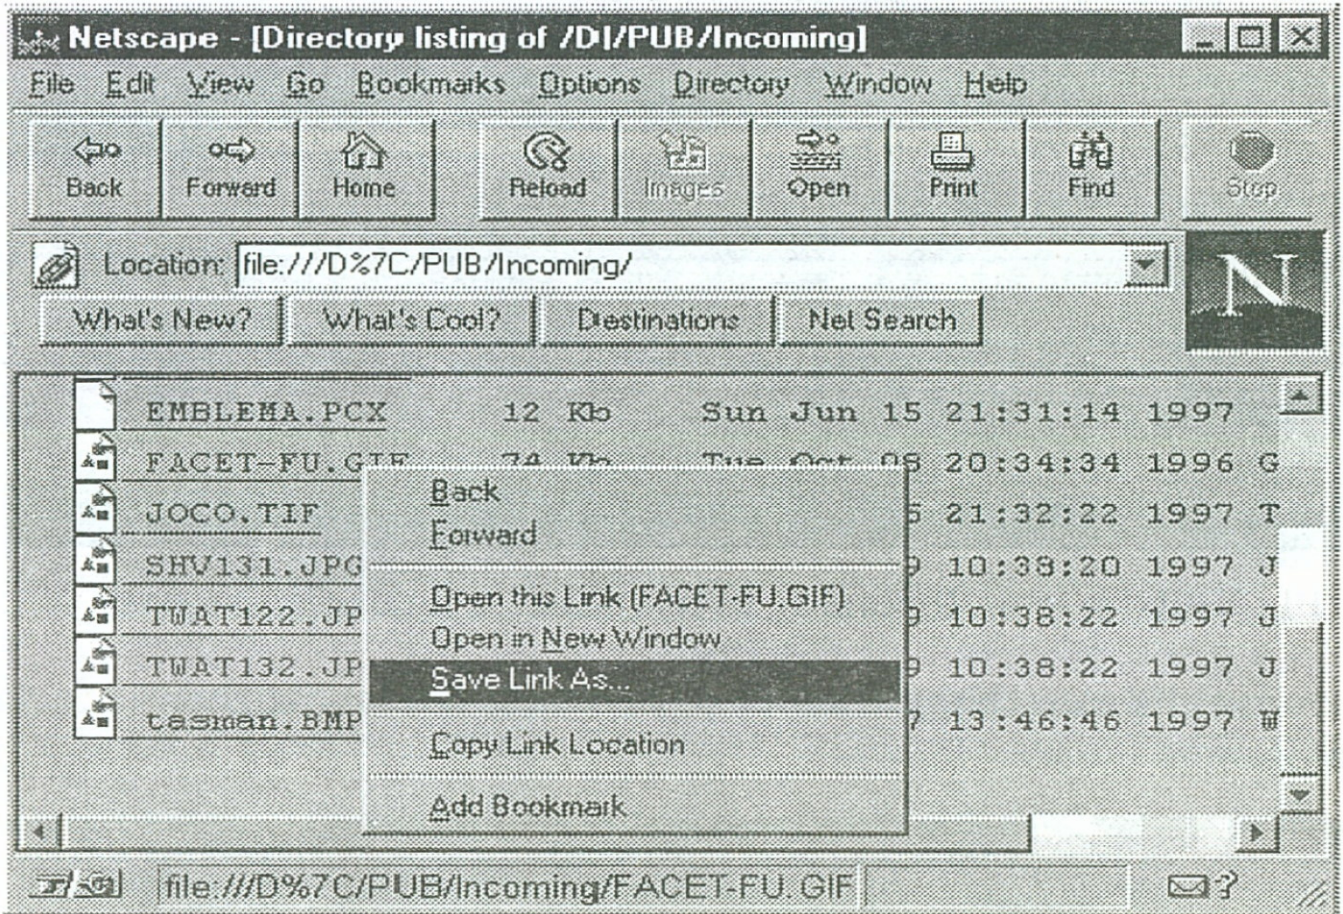 Netscape - [Directory listing of /D|/PUB/Incoming]
File Edit View Go Bookmarks Options Directory Window Help
Back Forward Home Reload Images Open Print Find Stop
Location: file:///D%7C/PUB/Incoming/
N
What's New? What's Cool? Destinations Net Search
EMBLEMA.PCX 12 Kb Sun Jun 15 21:31:14 1997
FACET-FU.GIF 74 Kb Tue Oct 08 20:34:34 1996 G
Back
JOCO.TIF 5 21:32:22 1997 T
Forward
SHV131.JPG 9 10:38:20 1997 J
Open this Link (FACET-FU.GIF)
TWAT122.JP 9 10:38:22 1997 J
Open in New Window
TWAT132.JP 9 10:38:22 1997 J
Save Link As...
tasman.BMP 7 13:46:46 1997 W
Copy Link Location
Add Bookmark
file:///D%7C/PUB/Incoming/FACET-FU.GIF
?